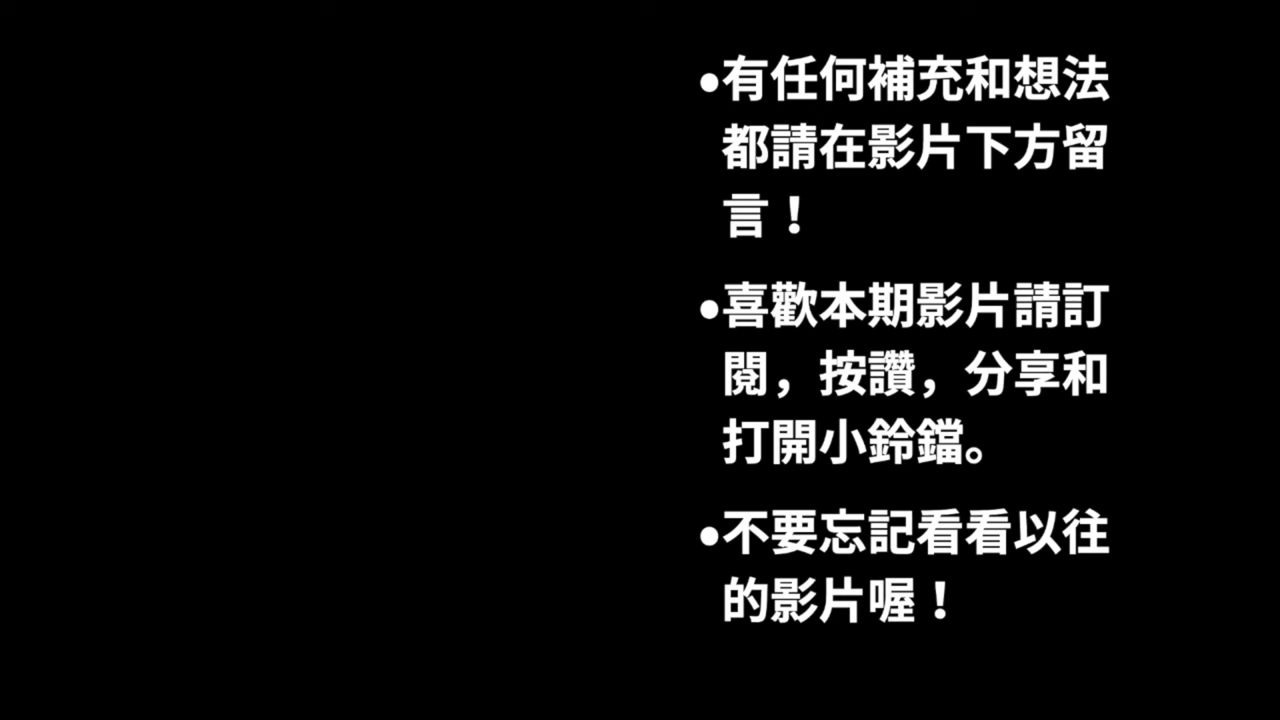 •有任何補充和想法
都請在影片下方留
言！
•喜歡本期影片請訂
閱，按讚，分享和
打開小鈴鐺。
•不要忘記看看以往
的影片喔！